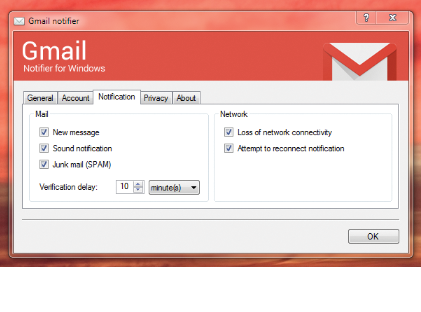 Gmail notifier
Gmail
Notifier for Windows
General Account Notification Privacy About
Mail
New message
Sound notification
Junk mail (SPAM)
Verification delay: 10 minute(s)
Network
Loss of network connectivity
Attempt to reconnect notification
OK